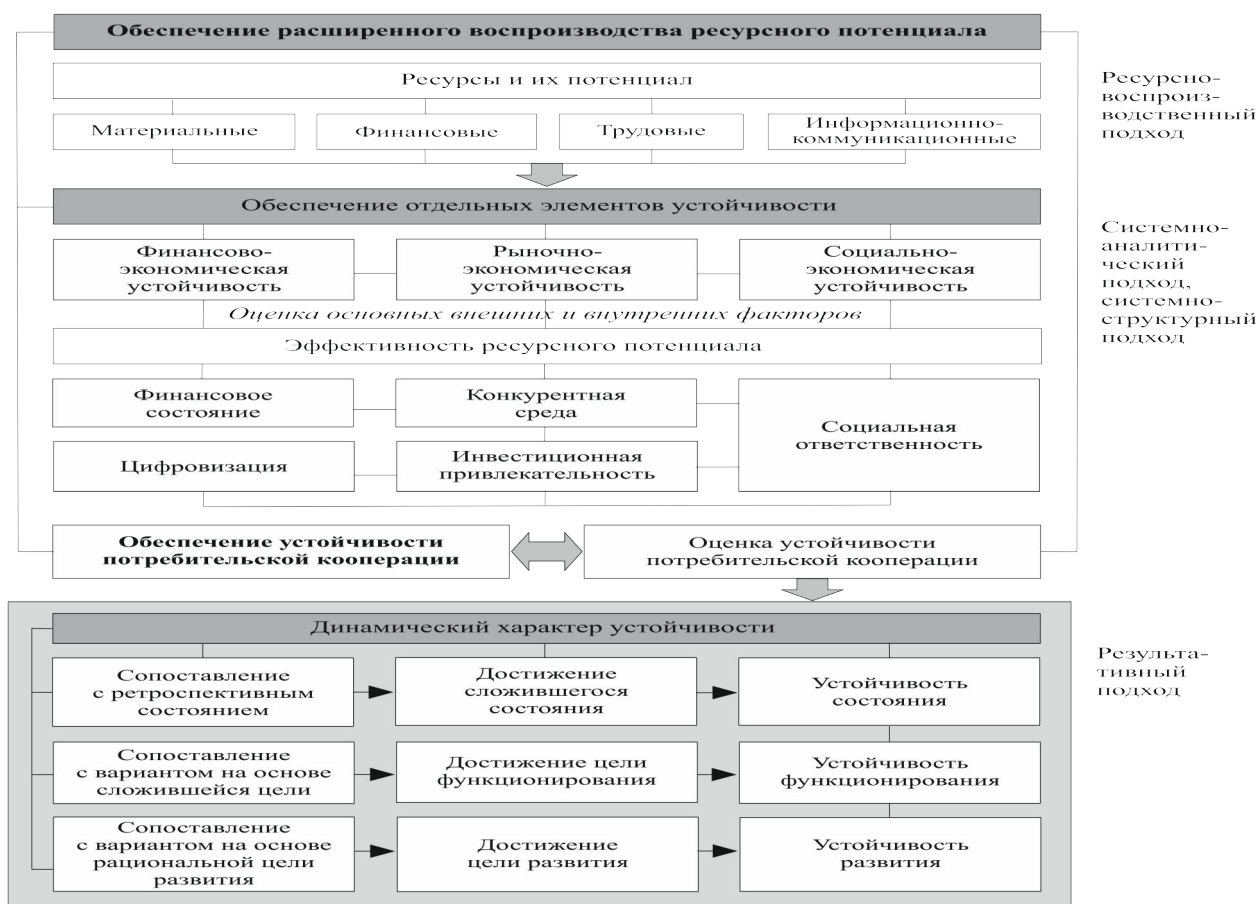 Обеспечение расширенного воспроизводства ресурсного потенциала
Ресурсы и их потенциал
Материальные
Финансовые
Трудовые
Информационно-
коммуникационные
Ресурсно-
воспроиз-
водственный
подход
Обеспечение отдельных элементов устойчивости
Финансово-
экономическая
устойчивость
Рыночно-
экономическая
устойчивость
Социально-
экономическая
устойчивость
Системно-
аналити-
ческий
подход,
системно-
структурный
подход
Оценка основных внешних и внутренних факторов
Эффективность ресурсного потенциала
Финансовое
состояние
Конкурентная
среда
Социальная
ответственность
Цифровизация
Инвестиционная
привлекательность
Обеспечение устойчивости
потребительской кооперации
Оценка устойчивости
потребительской кооперации
Динамический характер устойчивости
Результа-
тивный
подход
Сопоставление
с ретроспективным
состоянием
Достижение
сложившегося
состояния
Устойчивость
состояния
Сопоставление
с вариантом на основе
сложившейся цели
Достижение цели
функционирования
Устойчивость
функционирования
Сопоставление
с вариантом на основе
рациональной цели
развития
Достижение
цели развития
Устойчивость
развития